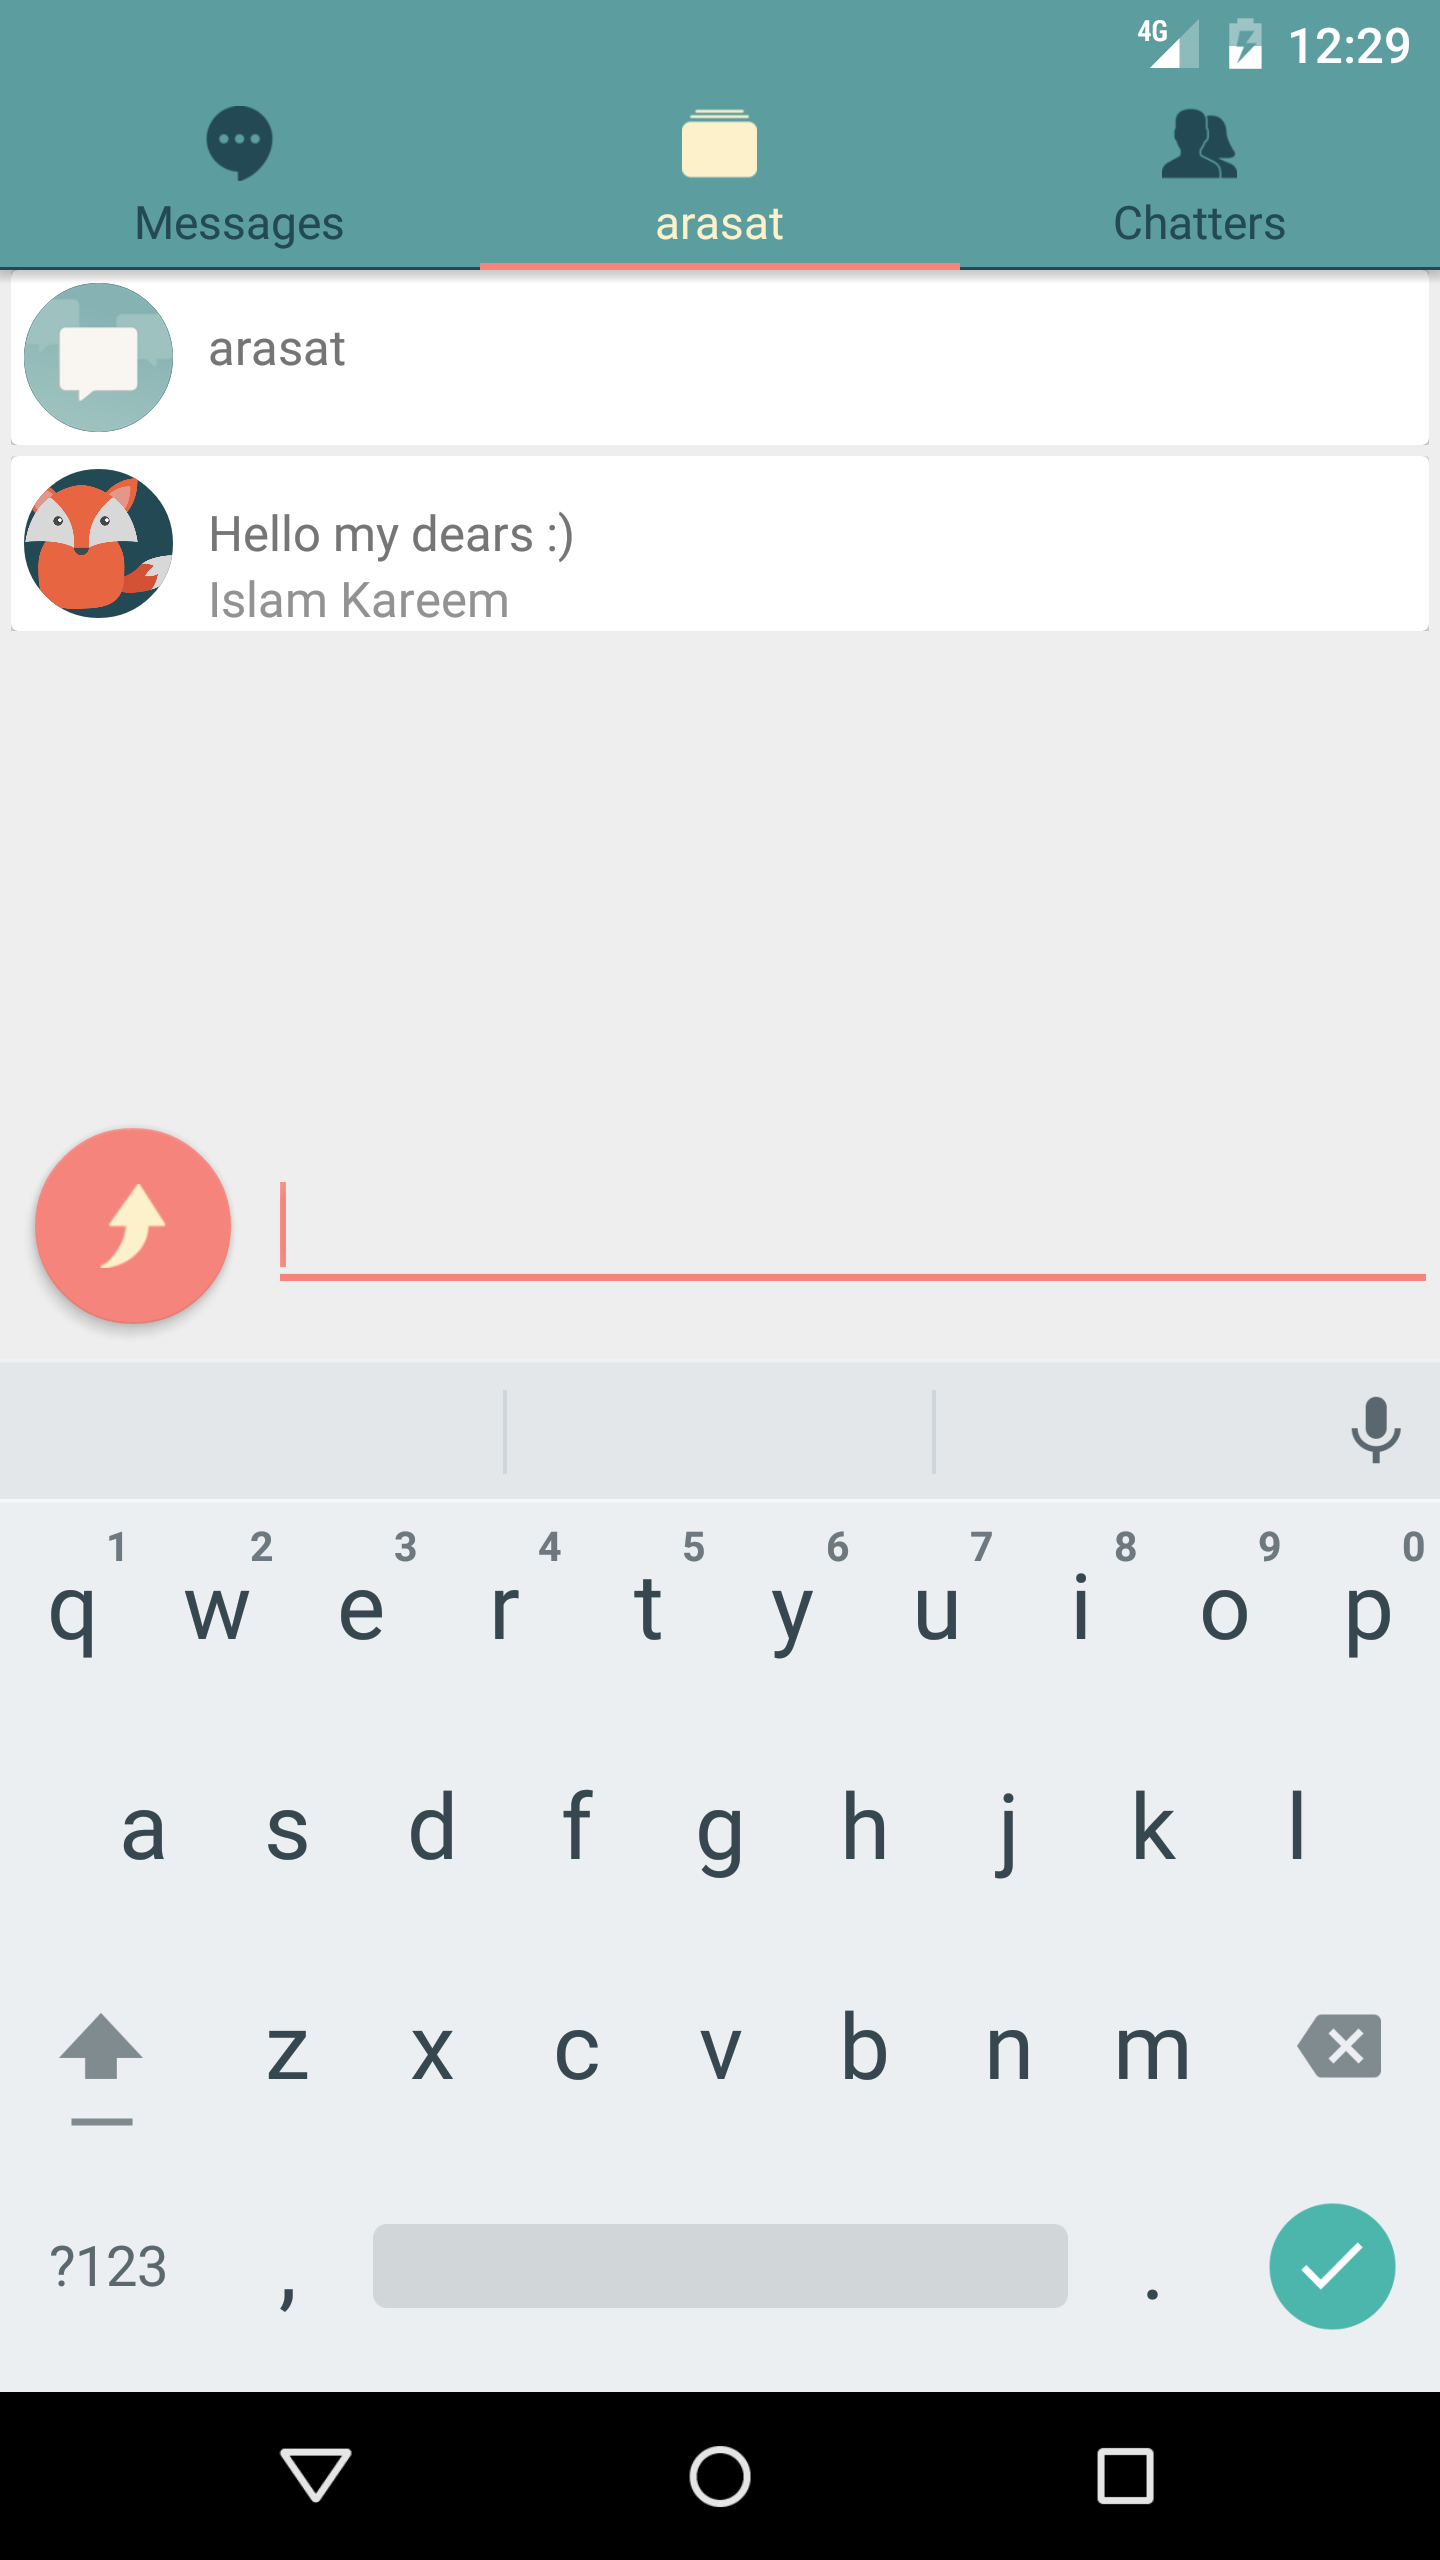 4G 12:29
Messages arasat Chatters
arasat
Hello my dears :)
Islam Kareem
1 2 3 4 5 6 7 8 9 0
q w e r t y u i o p
a s d f g h j k l
z x c v b n m
?123 , .